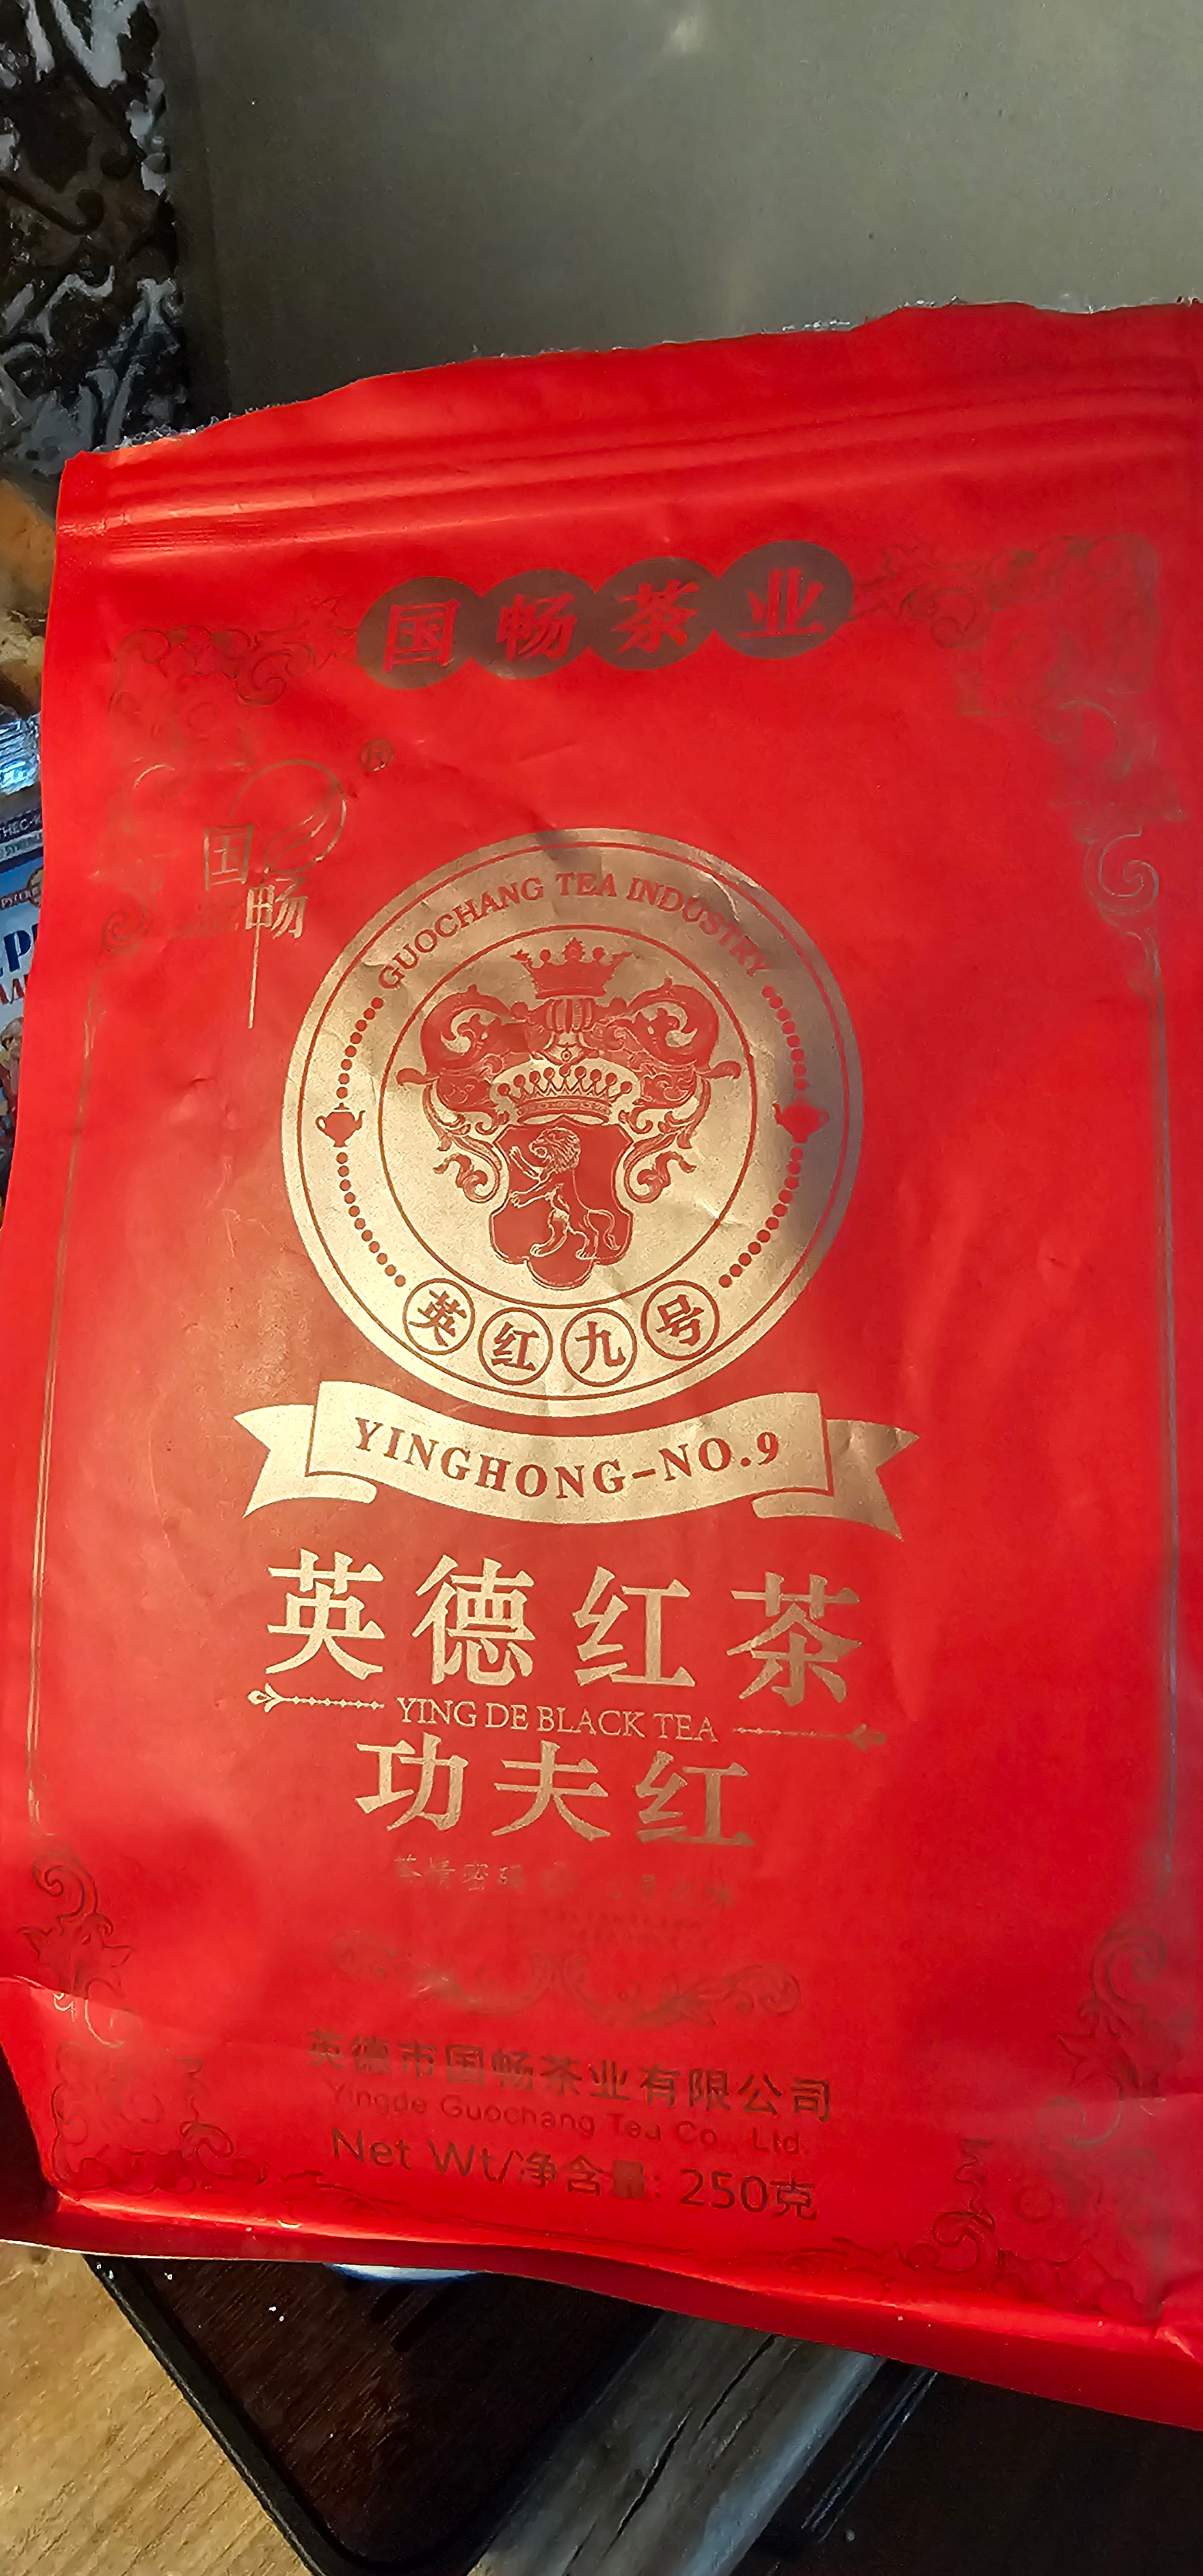 国畅茶业
®
国畅
GUOCHANG TEA INDUSTRY
英红九号
YINGHONG-NO.9
英德红茶
YING DE BLACK TEA
功夫红
英德市国畅茶业有限公司
Yingde Guochang Tea Co., Ltd.
Net Wt/净含量: 250克